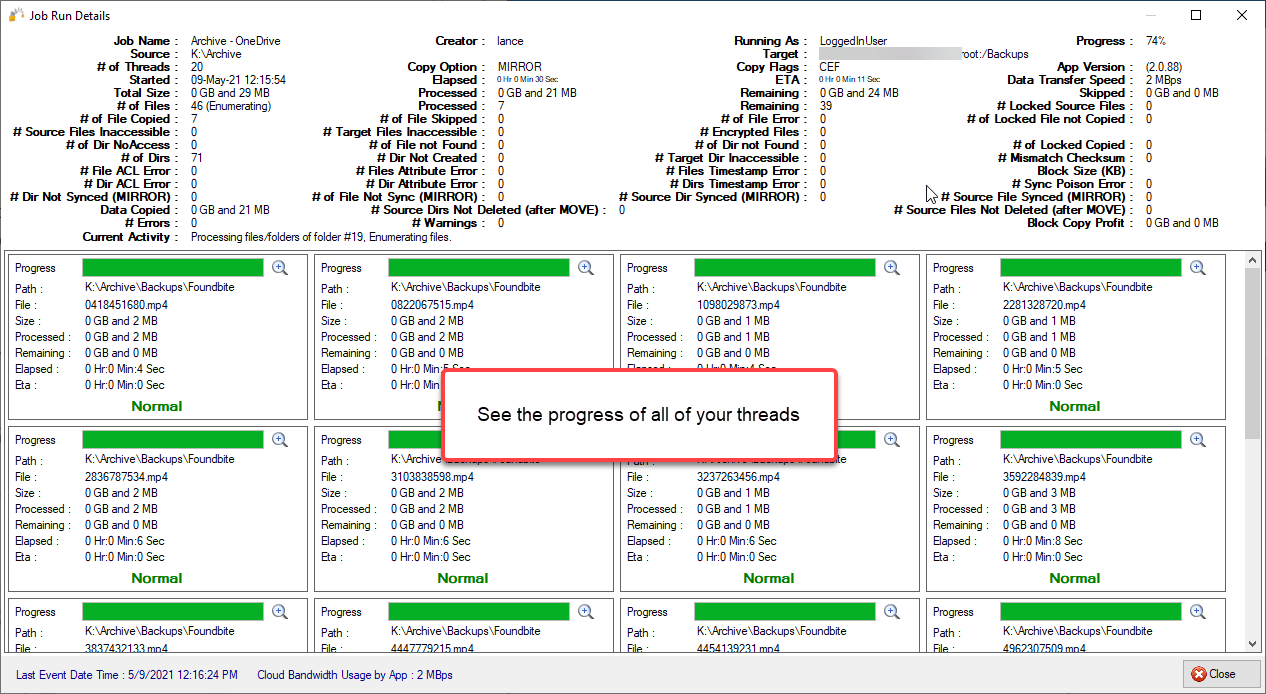 Job Run Details
Job Name : Archive - OneDrive Creator : lance Running As : LoggedInUser Progress : 74%
Source : K:\Archive Target : root:/Backups
# of Threads : 20 Copy Option : MIRROR Copy Flags : CEF App Version : (2.0.88)
Started : 09-May-21 12:15:54 Elapsed : 0 Hr 0 Min 30 Sec ETA : 0 Hr 0 Min 11 Sec Data Transfer Speed : 2 MBps
Total Size : 0 GB and 29 MB Processed : 0 GB and 21 MB Remaining : 0 GB and 24 MB Skipped : 0 GB and 0 MB
# of Files : 46 (Enumerating) Processed : 7 Remaining : 39 # Locked Source Files : 0
# of File Copied : 7 # of File Skipped : 0 # of File Error : 0 # of Locked File not Copied : 0
# Source Files Inaccessible : 0 # Target Files Inaccessible : 0 # Encrypted Files : 0
# of Dir NoAccess : 0 # of File not Found : 0 # of Dir not Found : 0 # of Locked Copied : 0
# of Dirs : 71 # Dir Not Created : 0 # Target Dir Inaccessible : 0 # Mismatch Checksum : 0
# File ACL Error : 0 # Files Attribute Error : 0 # Files Timestamp Error : 0 Block Size (KB) : 0
# Dir ACL Error : 0 # Dir Attribute Error : 0 # Dirs Timestamp Error : 0 # Sync Poison Error : 0
# Dir Not Synced (MIRROR) : 0 # of File Not Sync (MIRROR) : 0 # Source Dir Synced (MIRROR) : 0 # Source File Synced (MIRROR) : 0
Data Copied : 0 GB and 21 MB # Source Dirs Not Deleted (after MOVE) : 0 # Source Files Not Deleted (after MOVE) : 0
# Errors : 0 # Warnings : 0 Block Copy Profit : 0 GB and 0 MB
Current Activity : Processing files/folders of folder #19, Enumerating files.
Progress Progress Progress Progress
Path : K:\Archive\Backups\Foundbite Path : K:\Archive\Backups\Foundbite Path : K:\Archive\Backups\Foundbite Path : K:\Archive\Backups\Foundbite
File : 0418451680.mp4 File : 0822067515.mp4 File : 1098029873.mp4 File : 2281328720.mp4
Size : 0 GB and 2 MB Size : 0 GB and 2 MB Size : 0 GB and 1 MB Size : 0 GB and 1 MB
Processed : 0 GB and 2 MB Processed : 0 GB and 2 MB Processed : 0 GB and 1 MB Processed : 0 GB and 1 MB
Remaining : 0 GB and 0 MB Remaining : 0 GB and 0 MB Remaining : 0 GB and 0 MB Remaining : 0 GB and 0 MB
Elapsed : 0 Hr:0 Min:4 Sec Elapsed : 0 Hr:0 Min:5 Sec Elapsed : 0 Hr:0 Min:4 Sec Elapsed : 0 Hr:0 Min:5 Sec
Eta : 0 Hr:0 Min:0 Sec Eta : 0 Hr:0 Min Eta : 0 Hr:0 Min:0 Sec
Normal Normal
See the progress of all of your threads
Progress Progress Progress
Path : K:\Archive\Backups\Foundbite Path : K:\Archive\Backups\Foundbite Path : K:\Archive\Backups\Foundbite Path : K:\Archive\Backups\Foundbite
File : 2836787534.mp4 File : 3103838598.mp4 File : 3237263456.mp4 File : 3592284839.mp4
Size : 0 GB and 2 MB Size : 0 GB and 2 MB Size : 0 GB and 1 MB Size : 0 GB and 3 MB
Processed : 0 GB and 2 MB Processed : 0 GB and 2 MB Processed : 0 GB and 1 MB Processed : 0 GB and 3 MB
Remaining : 0 GB and 0 MB Remaining : 0 GB and 0 MB Remaining : 0 GB and 0 MB Remaining : 0 GB and 0 MB
Elapsed : 0 Hr:0 Min:6 Sec Elapsed : 0 Hr:0 Min:6 Sec Elapsed : 0 Hr:0 Min:6 Sec Elapsed : 0 Hr:0 Min:8 Sec
Eta : 0 Hr:0 Min:0 Sec Eta : 0 Hr:0 Min:0 Sec Eta : 0 Hr:0 Min:0 Sec Eta : 0 Hr:0 Min:0 Sec
Normal Normal Normal Normal
Progress Progress Progress Progress
Path : K:\Archive\Backups\Foundbite Path : K:\Archive\Backups\Foundbite Path : K:\Archive\Backups\Foundbite Path : K:\Archive\Backups\Foundbite
File : 3837432133.mp4 File : 4447779215.mp4 File : 4454139231.mp4 File : 4962307509.mp4
Last Event Date Time : 5/9/2021 12:16:24 PM Cloud Bandwidth Usage by App : 2 MBps Close